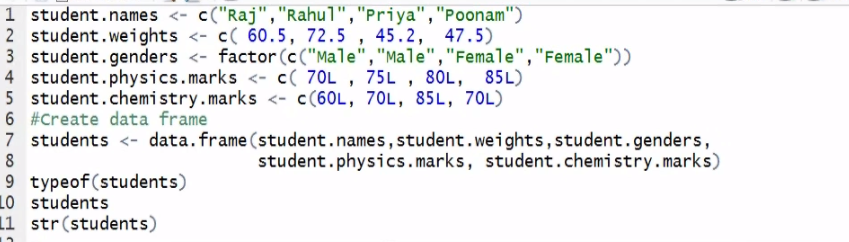 1 student.names <- c("Raj","Rahul","Priya","Poonam")
2 student.weights <- c( 60.5, 72.5 , 45.2,  47.5)
3 student.genders <- factor(c("Male","Male","Female","Female"))
4 student.physics.marks <- c( 70L , 75L , 80L,  85L)
5 student.chemistry.marks <- c(60L, 70L, 85L, 70L)
6 #Create data frame
7 students <- data.frame(student.names,student.weights,student.genders,
8                        student.physics.marks, student.chemistry.marks)
9 typeof(students)
10 students
11 str(students)